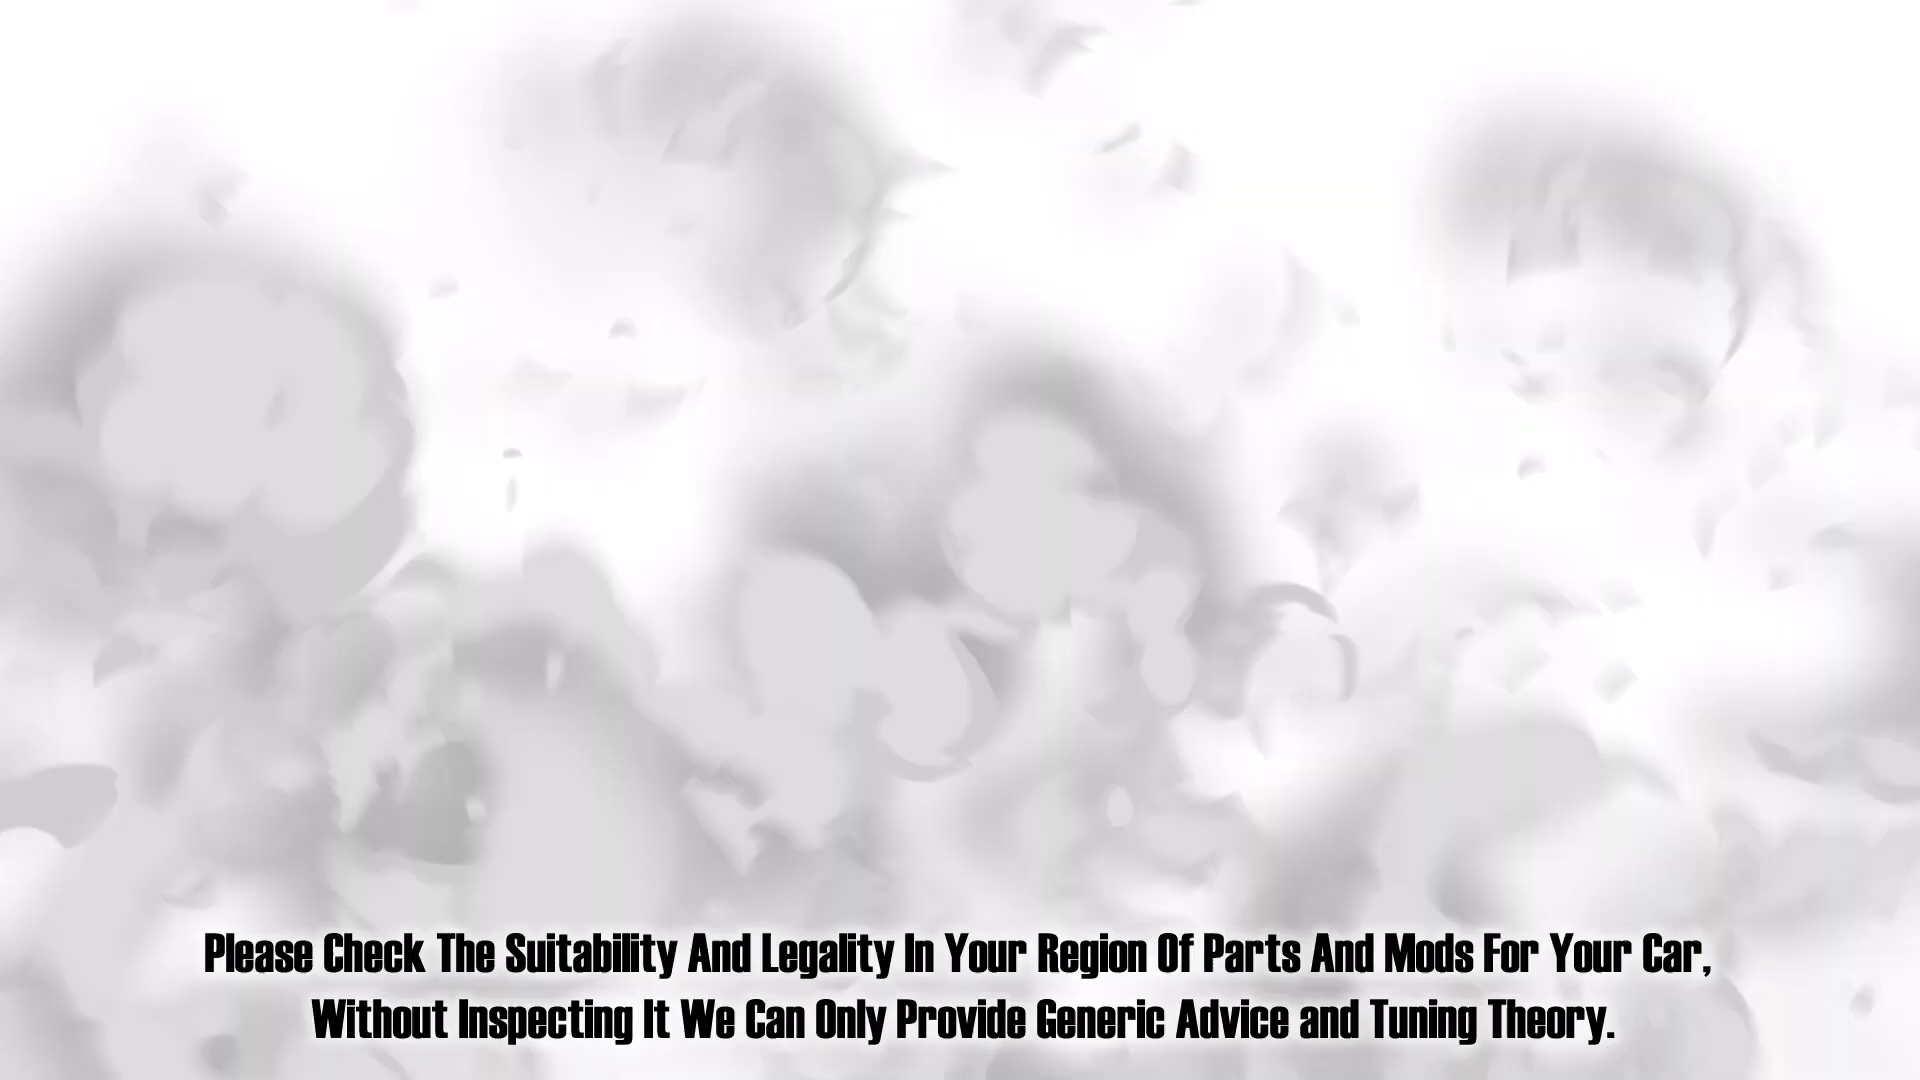 Please Check The Suitability And Legality In Your Region Of Parts And Mods For Your Car,
Without Inspecting It We Can Only Provide Generic Advice and Tuning Theory.